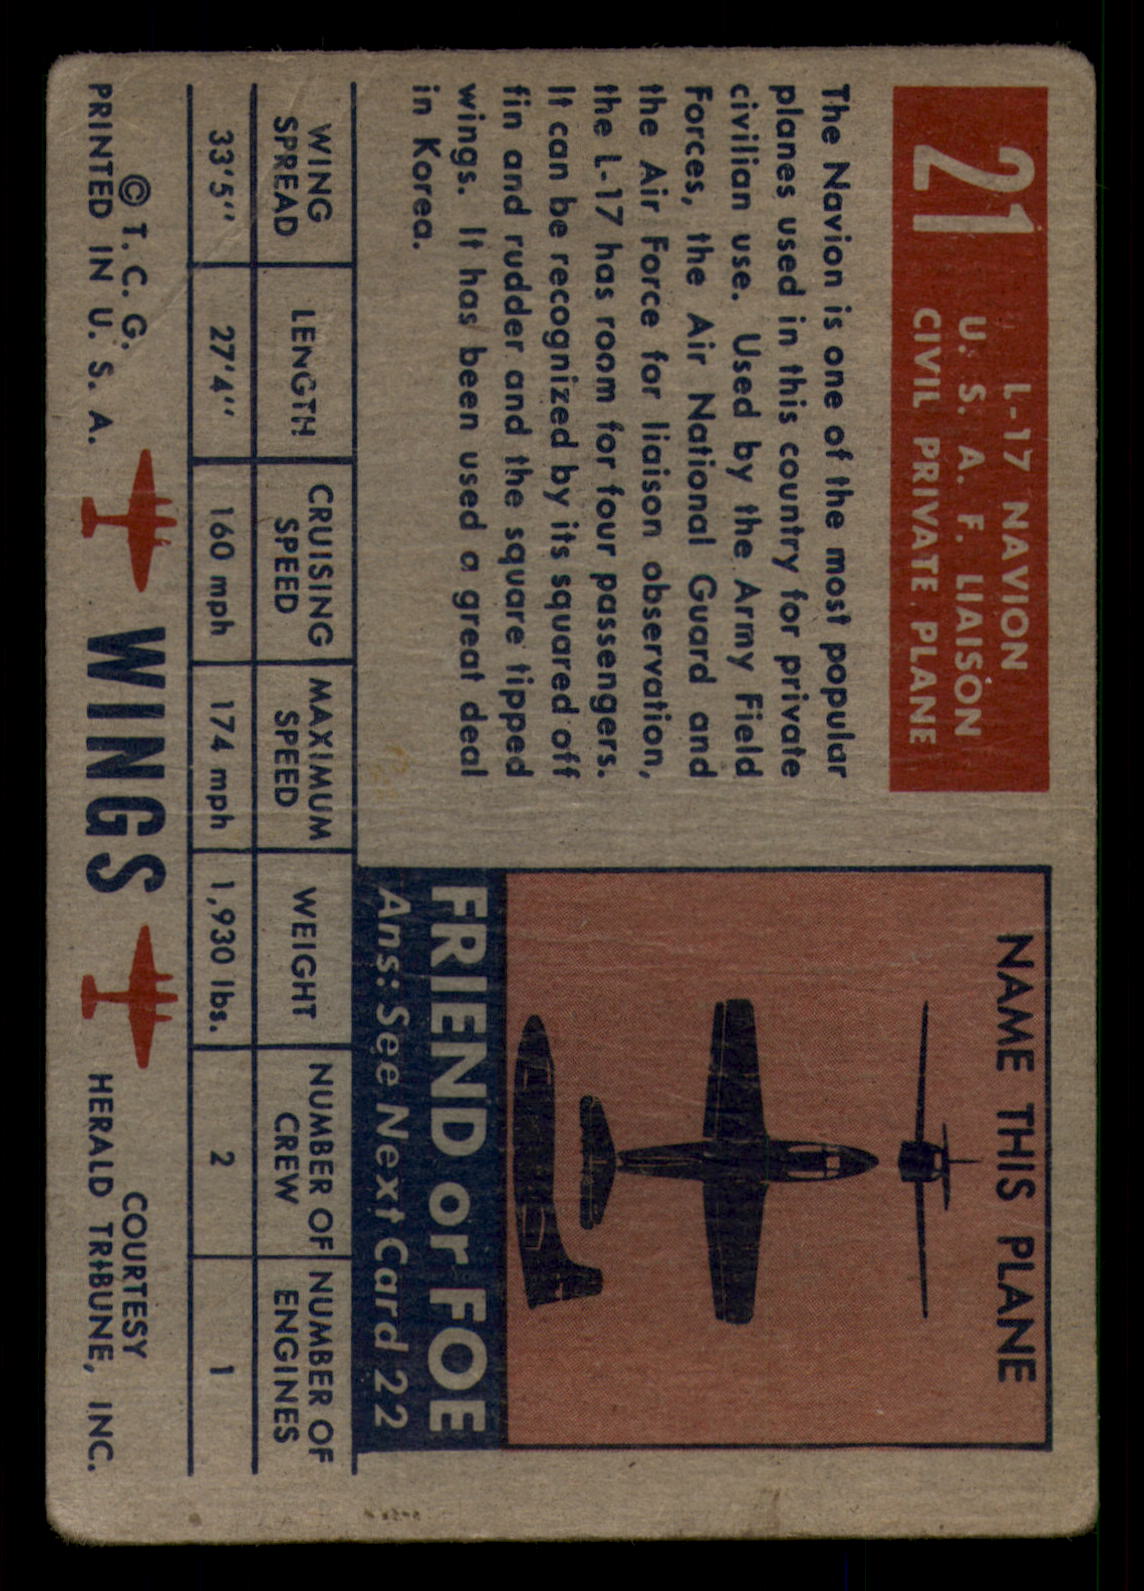 21
L-17 NAVION
U. S. A. F. LIAISON
CIVIL PRIVATE PLANE
The Navion is one of the most popular
planes used in this country for private
civilian use. Used by the Army Field
Forces, the Air National Guard and
the Air Force for liaison observation,
the L-17 has room for four passengers.
It can be recognized by its squared off
fin and rudder and the square tipped
wings. It has been used a great deal
in Korea.
NAME THIS PLANE
FRIEND or FOE
Ans: See Next Card 22
WING SPREAD LENGTH CRUISING SPEED MAXIMUM SPEED WEIGHT NUMBER OF CREW NUMBER OF ENGINES
33'5" 27'4" 160 mph 174 mph 1,930 lbs. 2 1
© T. C. G.
PRINTED IN U. S. A.
WINGS
COURTESY
HERALD TRIBUNE, INC.